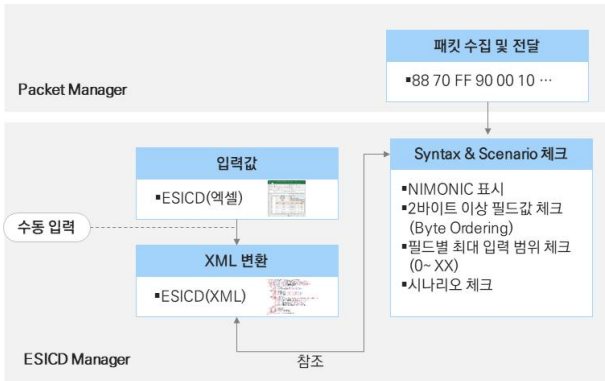 패킷 수집 및 전달
▪88 70 FF 90 00 10 ⋯
Packet Manager
입력값
▪ESICD(엑셀)
수동 입력
XML 변환
▪ESICD(XML)
Syntax & Scenario 체크
▪NIMONIC 표시
▪2바이트 이상 필드값 체크
(Byte Ordering)
▪필드별 최대 입력 범위 체크
(0~ XX)
▪시나리오 체크
참조
ESICD Manager